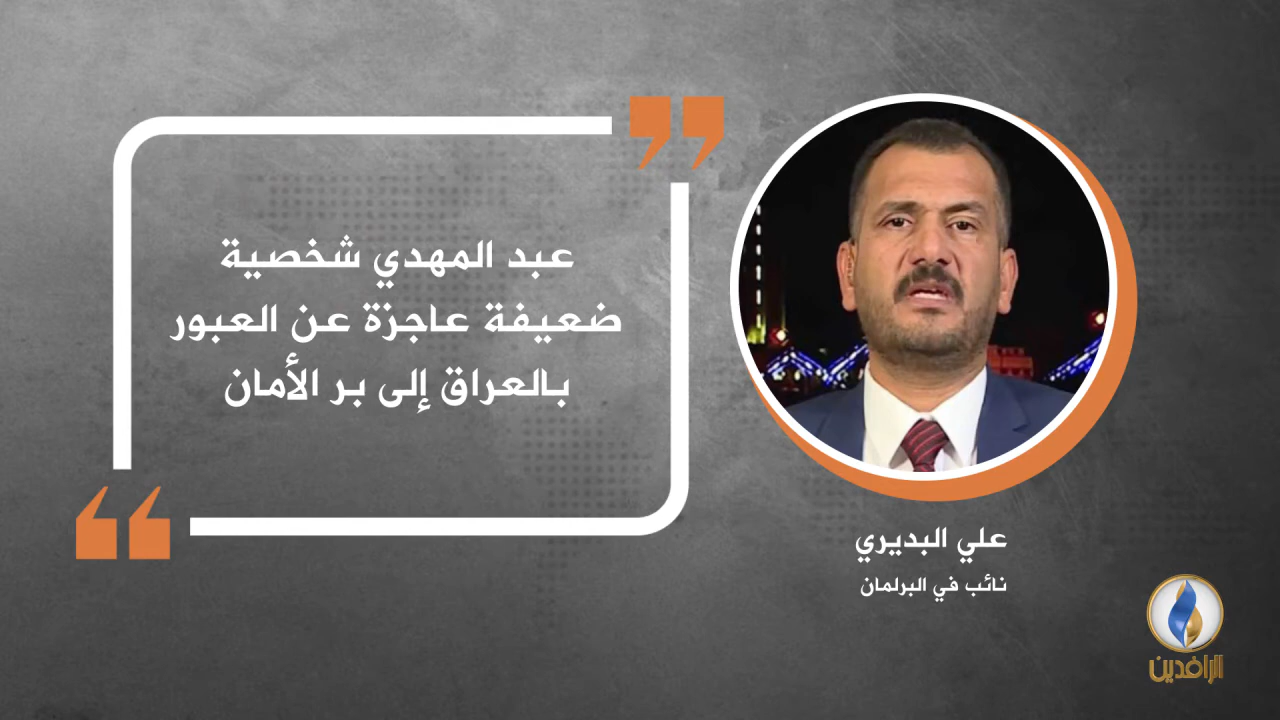 عبد المهدي شخصية
ضعيفة عاجزة عن العبور
بالعراق إلى بر الأمان
علي البديري
نائب في البرلمان
الرافدين